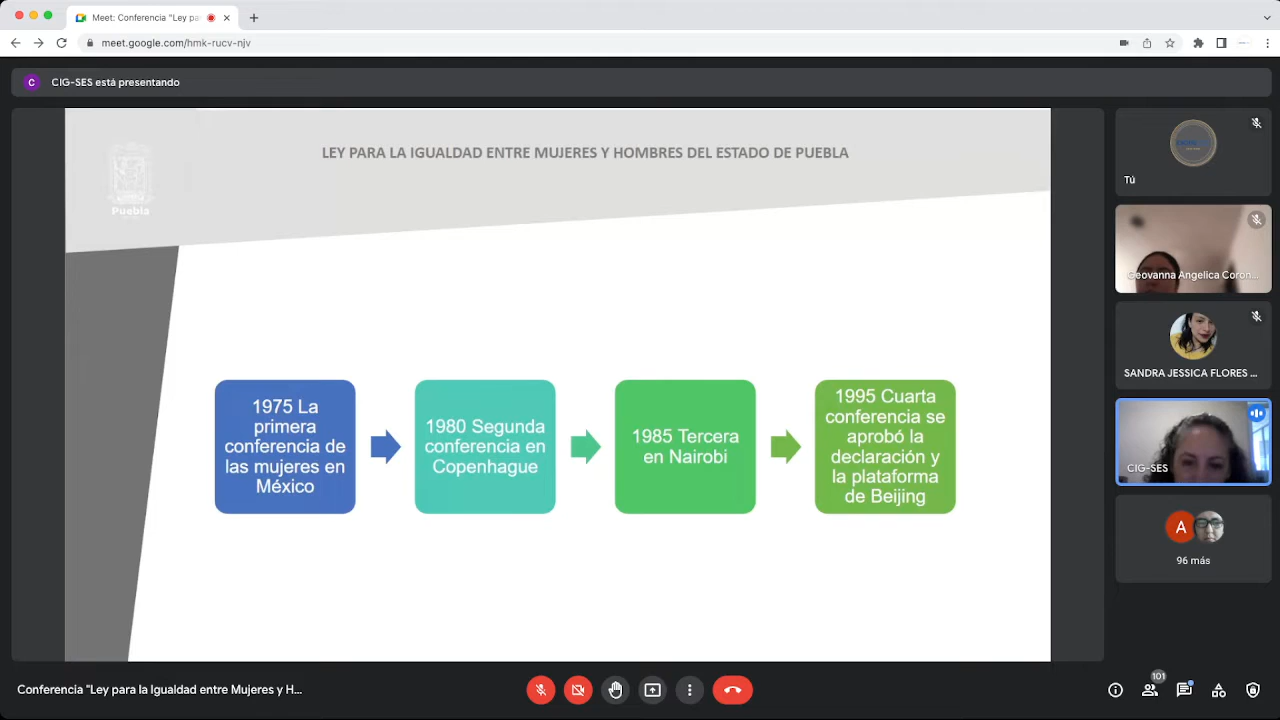 Meet: Conferencia "Ley pa
meet.google.com/hmk-rucv-njv
C
CIG-SES está presentando
LEY PARA LA IGUALDAD ENTRE MUJERES Y HOMBRES DEL ESTADO DE PUEBLA
Puebla
1975 La
primera
conferencia de
las mujeres en
México
1980 Segunda
conferencia en
Copenhague
1985 Tercera
en Nairobi
1995 Cuarta
conferencia se
aprobó la
declaración y
la plataforma
de Beijing
Tú
Geovanna Angelica Coron...
SANDRA JESSICA FLORES ...
CIG-SES
A
96 más
Conferencia "Ley para la Igualdad entre Mujeres y H...
101